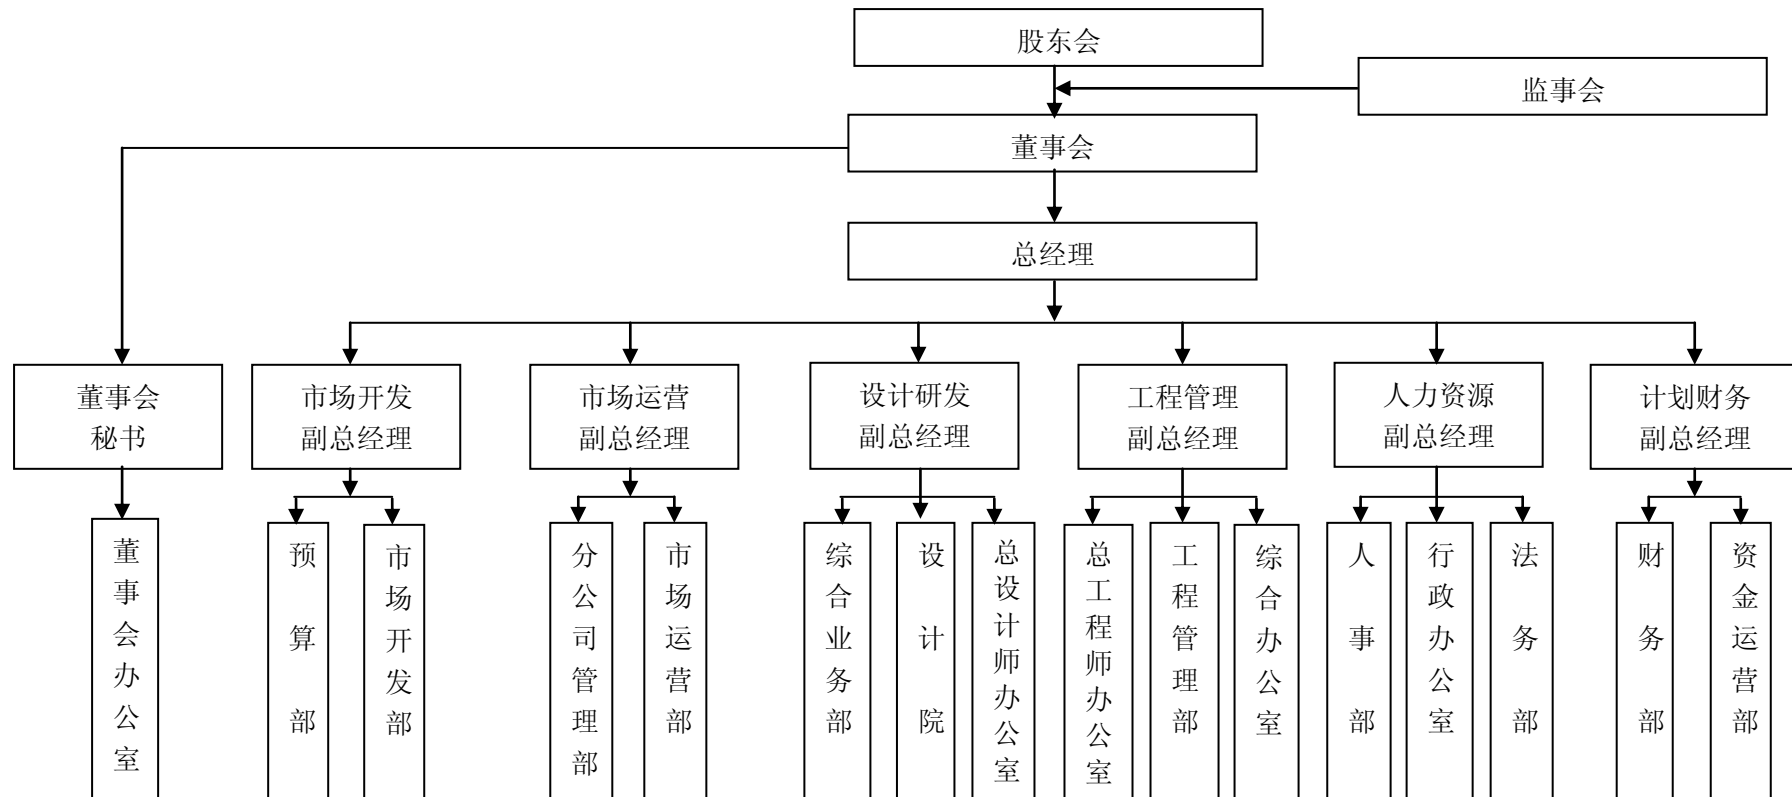 股东会
监事会
董事会
总经理
董事会
秘书
市场开发
副总经理
市场运营
副总经理
设计研发
副总经理
工程管理
副总经理
人力资源
副总经理
计划财务
副总经理
董事会办公室
预算部
市场开发部
分公司管理部
市场运营部
综合业务部
设计院
总设计师办公室
总工程师办公室
工程管理部
综合办公室
人事部
行政办公室
法务部
财务部
资金运营部